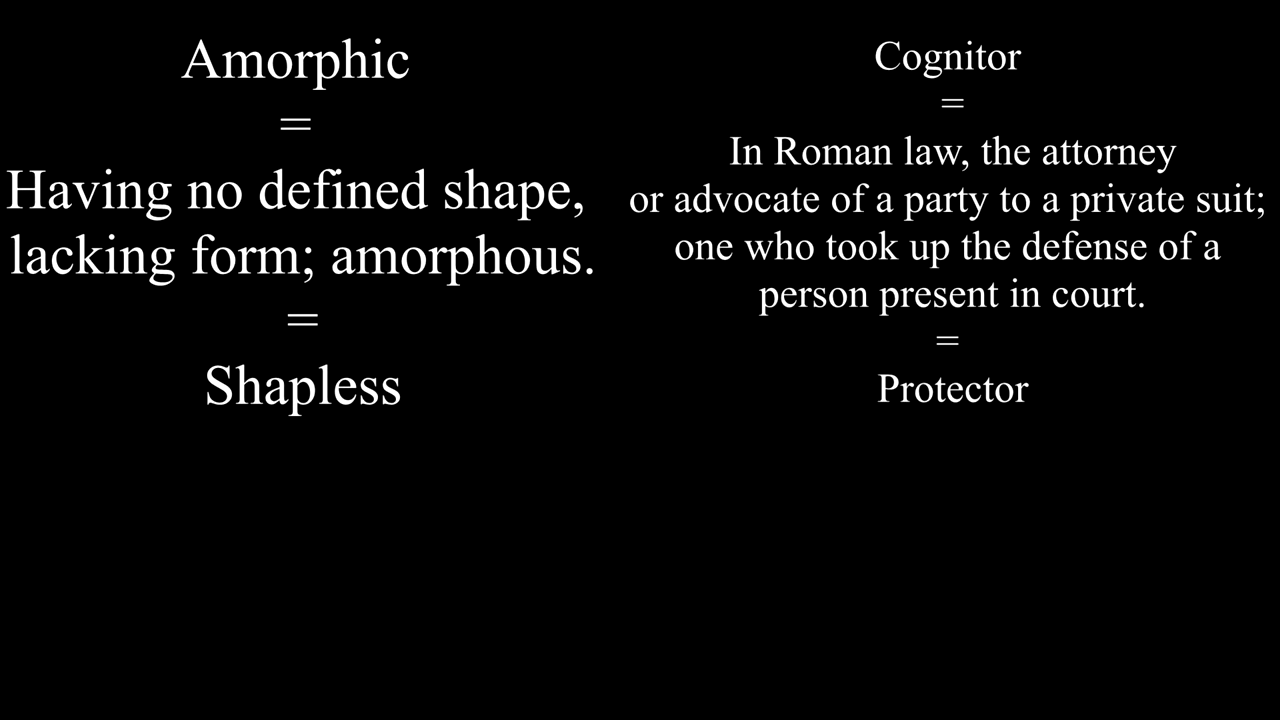 Amorphic
=
Having no defined shape,
lacking form; amorphous.
=
Shapless
Cognitor
=
In Roman law, the attorney
or advocate of a party to a private suit;
one who took up the defense of a
person present in court.
=
Protector